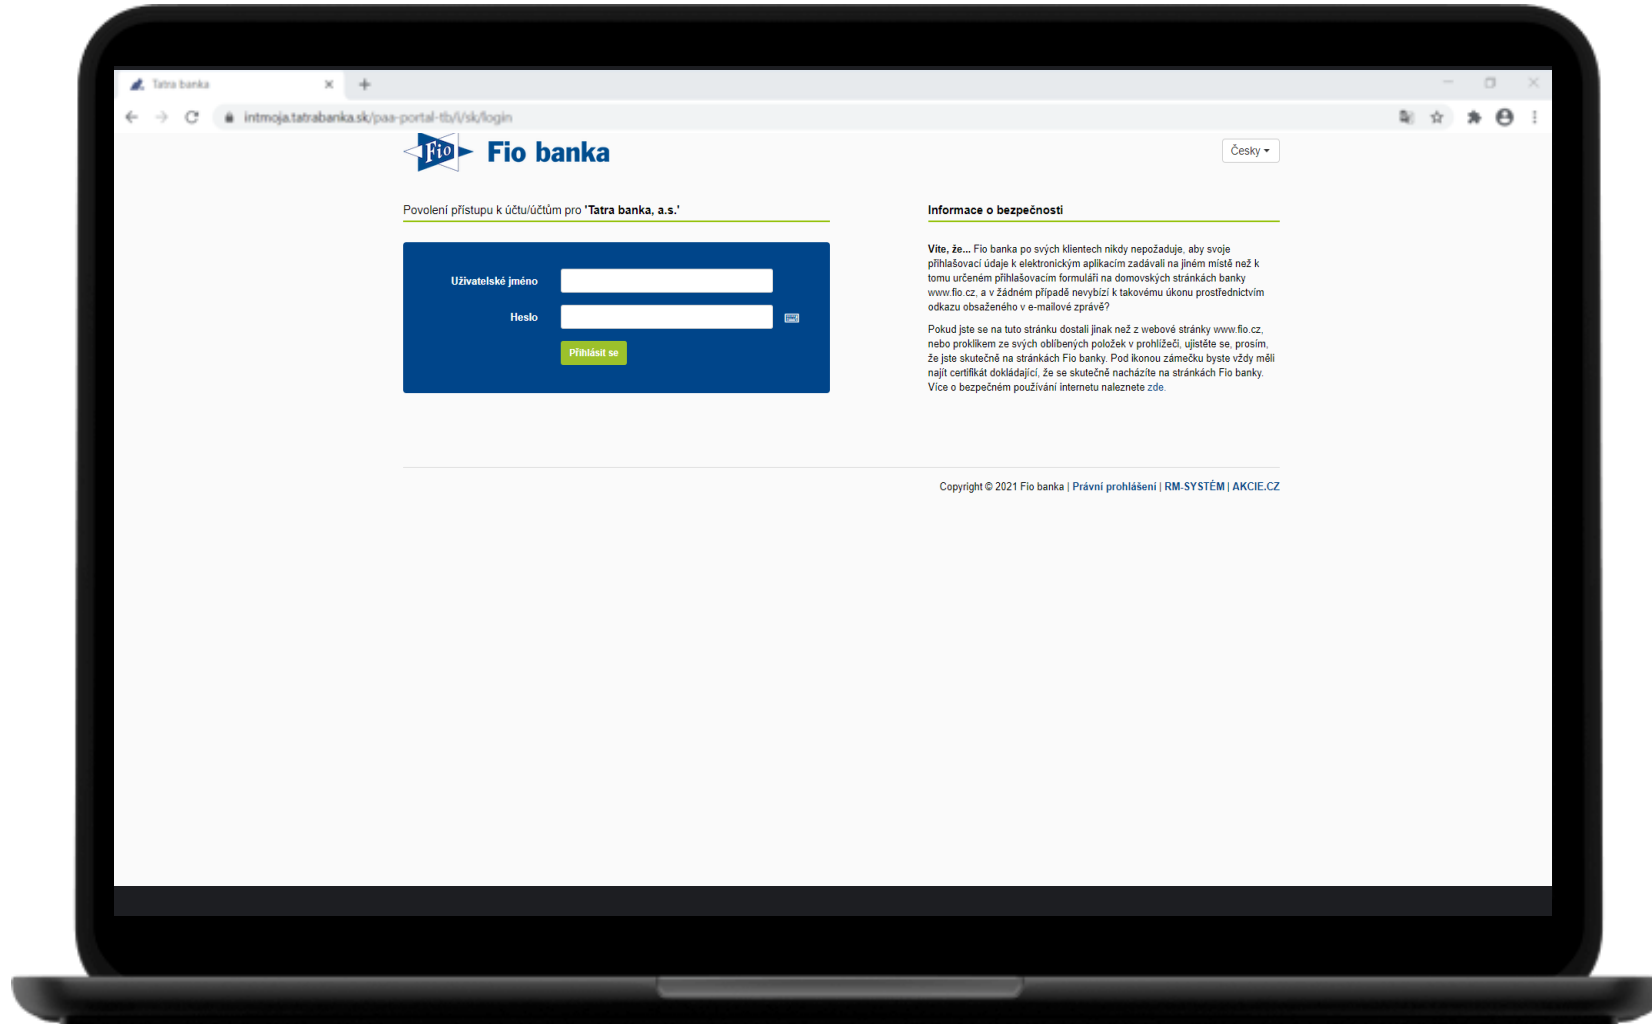 Tatra banka
intmoja.tatrabanka.sk/paa-portal-tb/l/sk/login
Fio Fio banka
Česky
Povolení přístupu k účtu/účtům pro 'Tatra banka, a.s.'
Uživatelské jméno
Heslo
Přihlásit se
Informace o bezpečnosti
Víte, že... Fio banka po svých klientech nikdy nepožaduje, aby svoje
přihlašovací údaje k elektronickým aplikacím zadávali na jiném místě než k
tomu určeném přihlašovacím formuláři na domovských stránkách banky
www.fio.cz, a v žádném případě nevybízí k takovému úkonu prostřednictvím
odkazu obsaženého v e-mailové zprávě?
Pokud jste se na tuto stránku dostali jinak než z webové stránky www.fio.cz,
nebo proklikem ze svých oblíbených položek v prohlížeči, ujistěte se, prosím,
že jste skutečně na stránkách Fio banky. Pod ikonou zámečku byste vždy měli
najít certifikát dokládající, že se skutečně nacházíte na stránkách Fio banky.
Více o bezpečném používání internetu naleznete zde.
Copyright © 2021 Fio banka | Právní prohlášení | RM-SYSTÉM | AKCIE.CZ